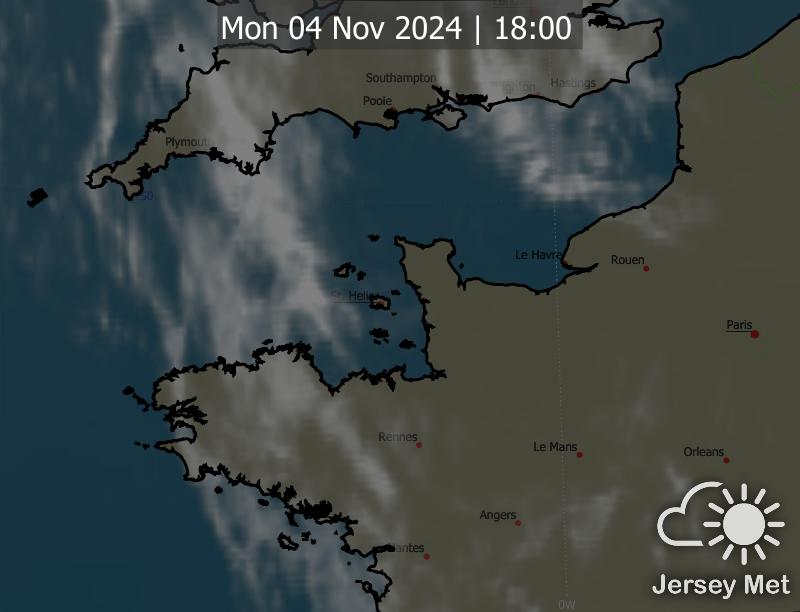 Mon 04 Nov 2024 | 18:00
Southampton
Hastings
Poole
Plymouth
50
Le Havre
Rouen
St. Helier
Paris
Rennes
Le Mans
Orleans
Angers
Nantes
Jersey Met
0W